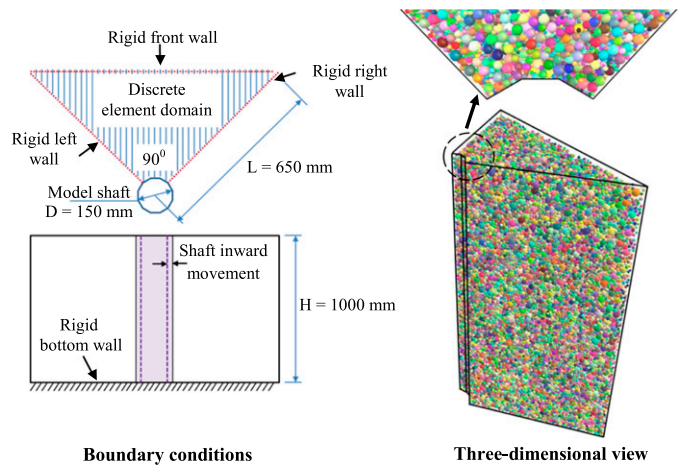 Rigid front wall
Rigid right
wall
Discrete
element domain
Rigid left
wall
90⁰
L = 650 mm
Model shaft
D = 150 mm
Shaft inward
movement
H = 1000 mm
Rigid
bottom wall
Boundary conditions
Three-dimensional view